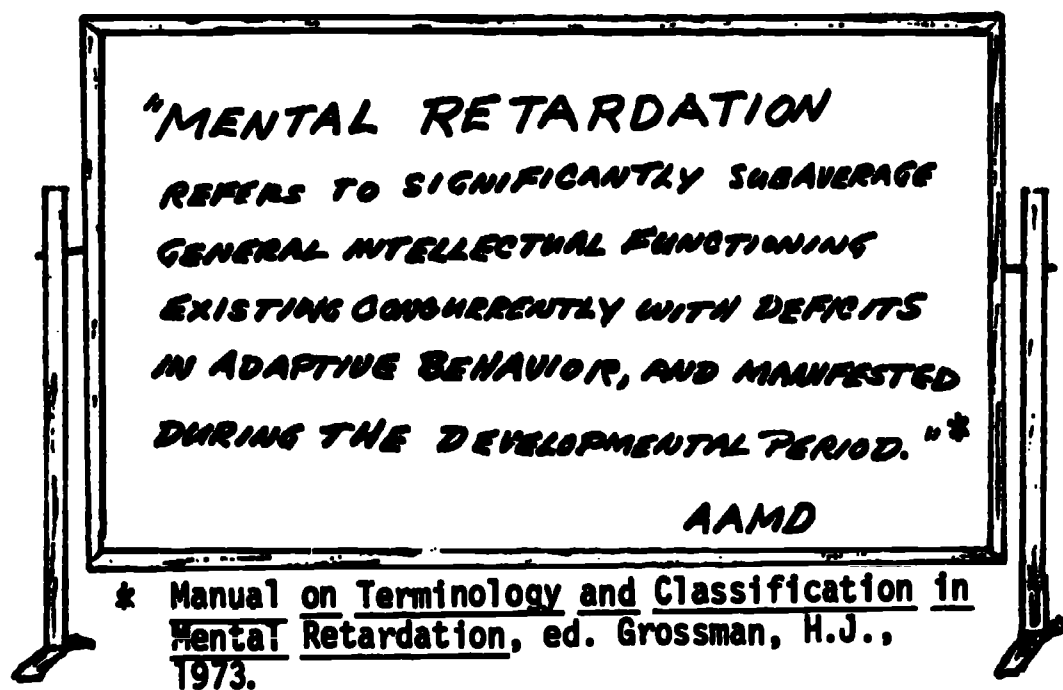 "MENTAL RETARDATION
REFERS TO SIGNIFICANTLY SUBAVERAGE
GENERAL INTELLECTUAL FUNCTIONING
EXISTING CONCURRENTLY WITH DEFICITS
IN ADAPTIVE BEHAVIOR, AND MANIFESTED
DURING THE DEVELOPMENTAL PERIOD."*
AAMD
* Manual on Terminology and Classification in
Mental Retardation, ed. Grossman, H.J.,
1973.